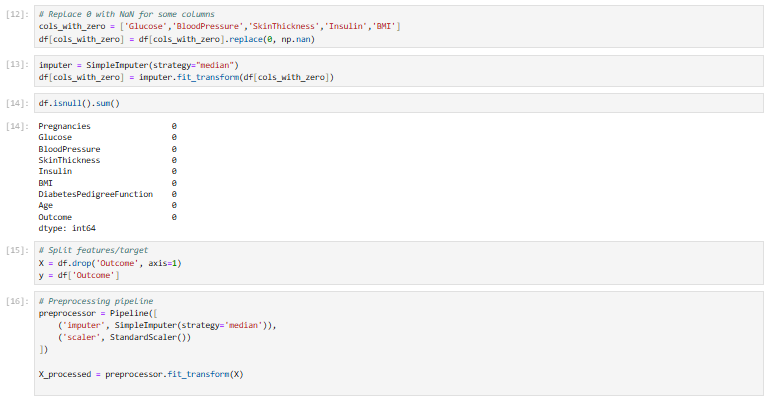 [12]: # Replace 0 with NaN for some columns
cols_with_zero = ['Glucose','BloodPressure','SkinThickness','Insulin','BMI']
df[cols_with_zero] = df[cols_with_zero].replace(0, np.nan)
[13]: imputer = SimpleImputer(strategy="median")
df[cols_with_zero] = imputer.fit_transform(df[cols_with_zero])
[14]: df.isnull().sum()
[14]: Pregnancies 0
Glucose 0
BloodPressure 0
SkinThickness 0
Insulin 0
BMI 0
DiabetesPedigreeFunction 0
Age 0
Outcome 0
dtype: int64
[15]: # Split features/target
X = df.drop('Outcome', axis=1)
y = df['Outcome']
[16]: # Preprocessing pipeline
preprocessor = Pipeline([
('imputer', SimpleImputer(strategy='median')),
('scaler', StandardScaler())
])
X_processed = preprocessor.fit_transform(X)